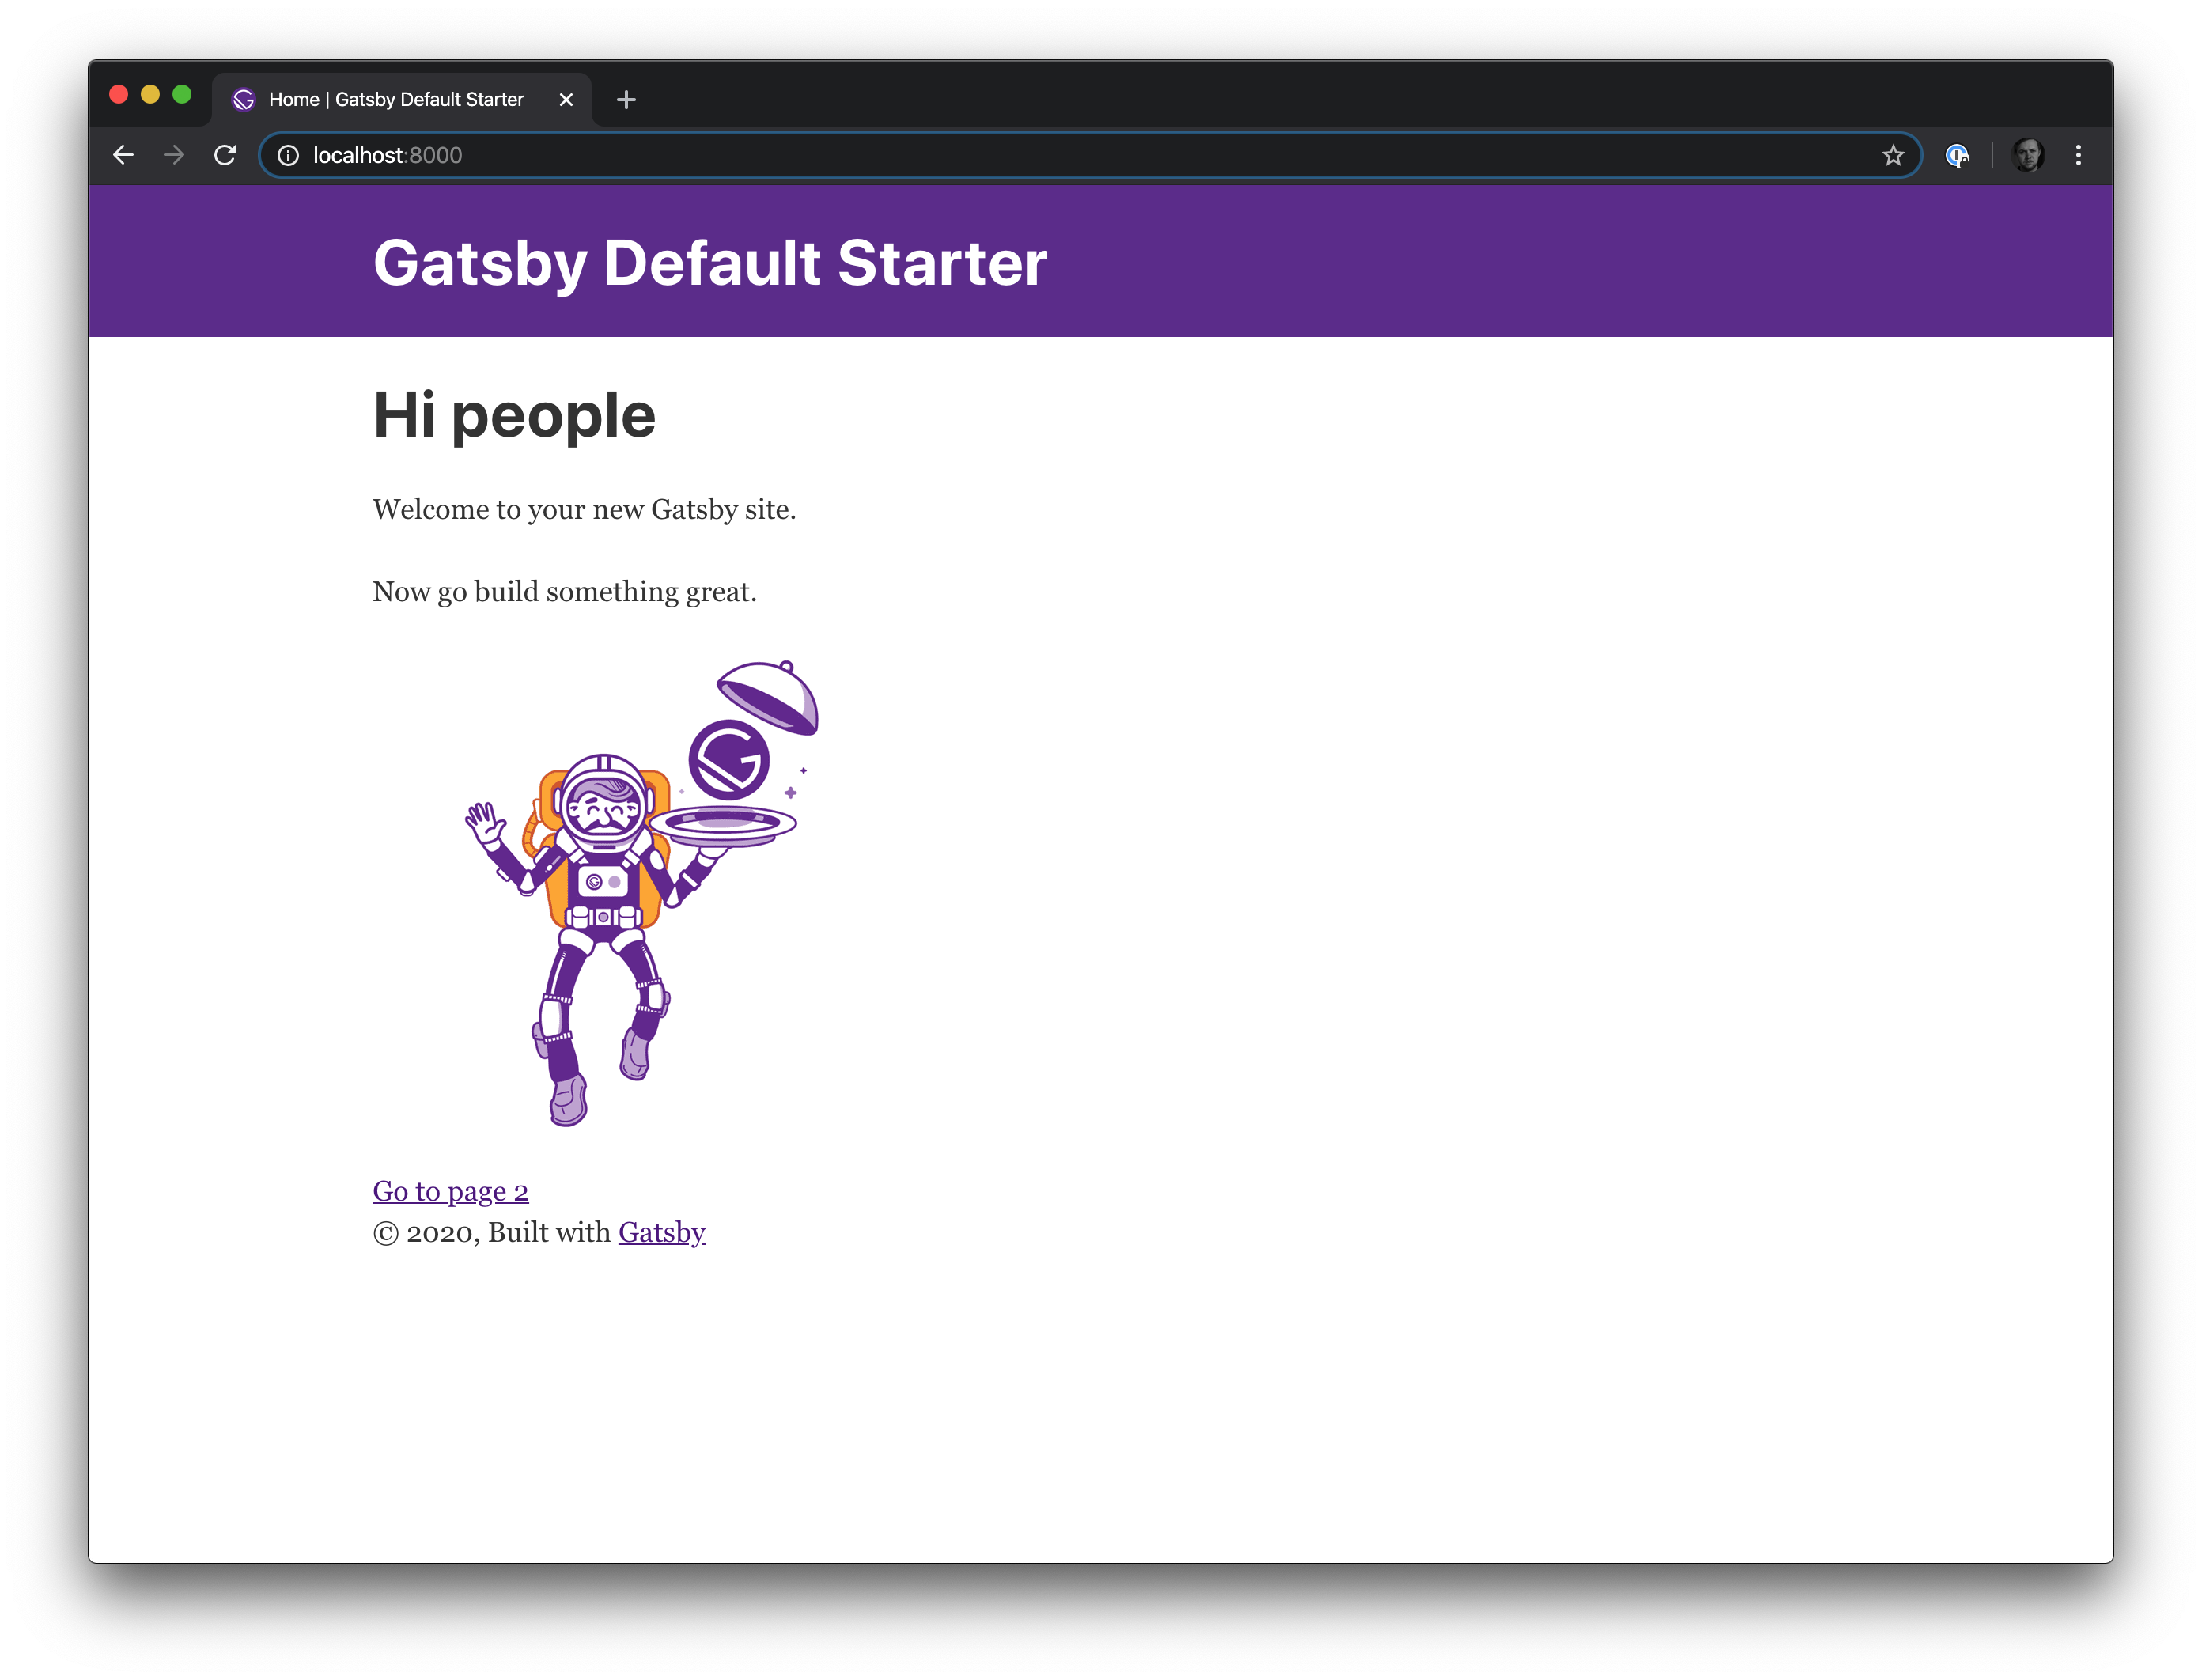 Home | Gatsby Default Starter
localhost:8000
Gatsby Default Starter
Hi people
Welcome to your new Gatsby site.
Now go build something great.
Go to page 2
© 2020, Built with Gatsby